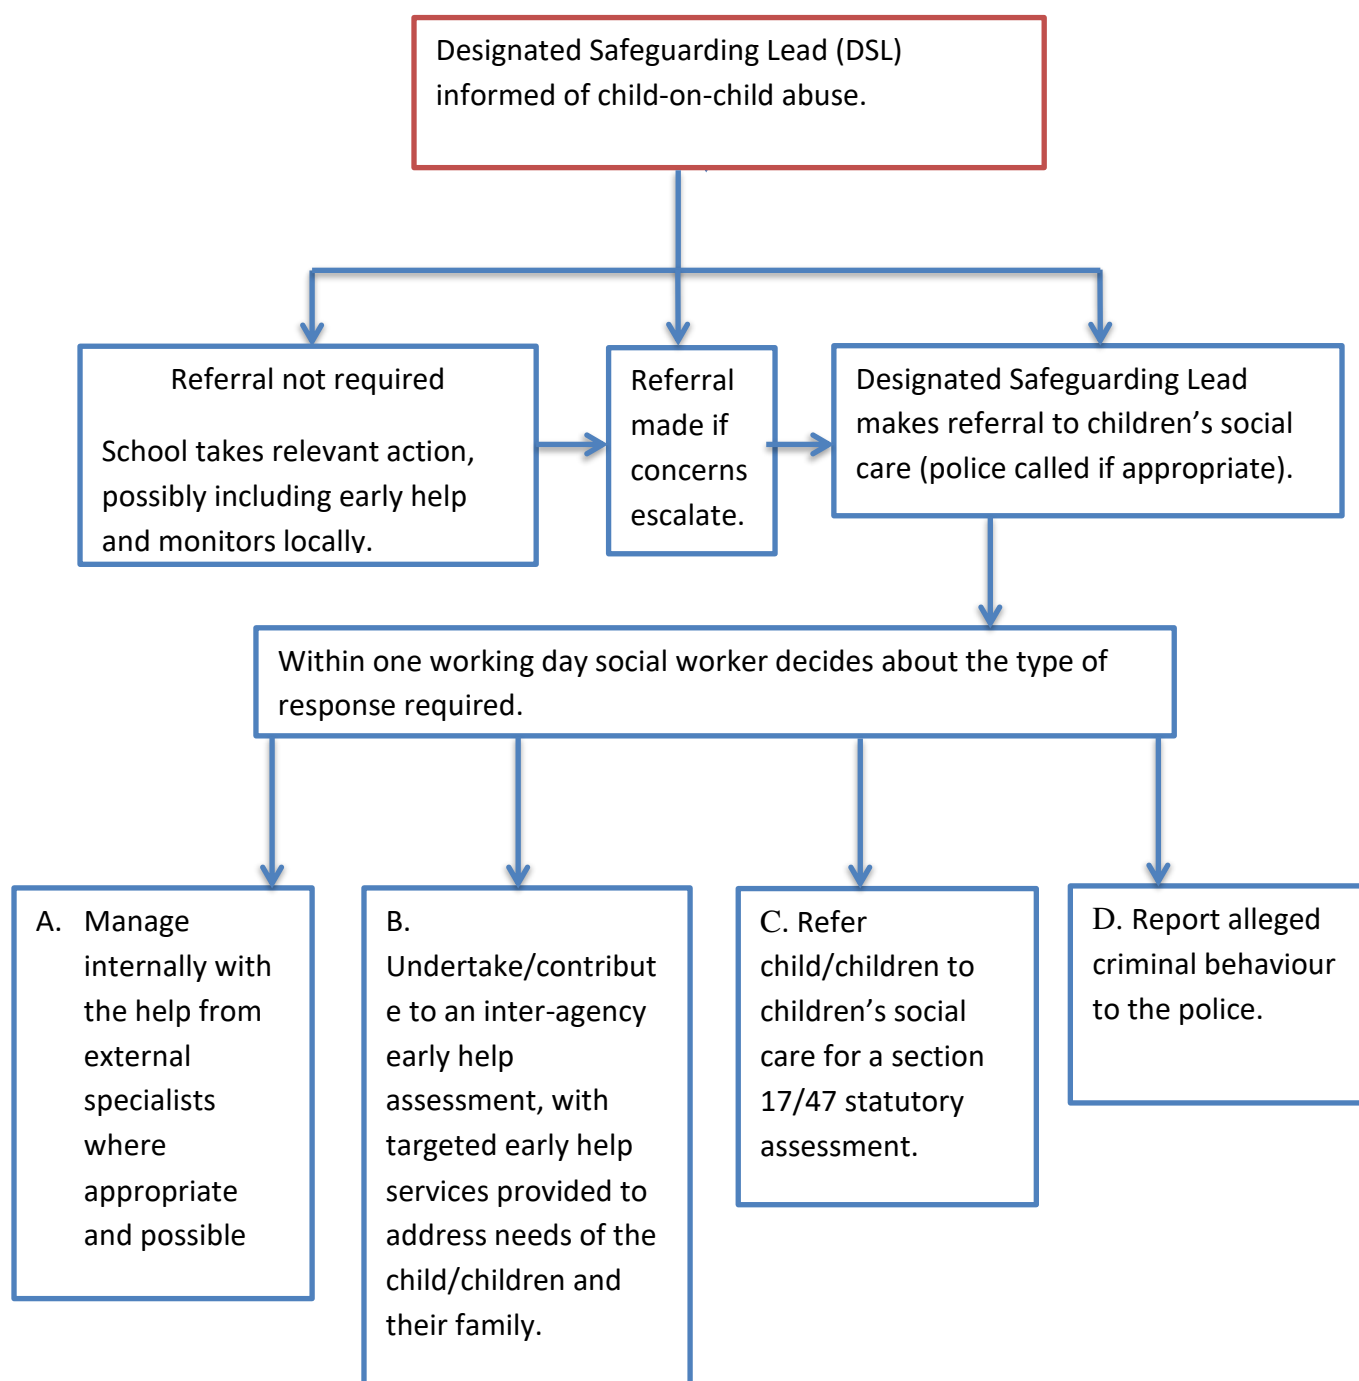 Designated Safeguarding Lead (DSL)
informed of child-on-child abuse.
Referral not required
School takes relevant action,
possibly including early help
and monitors locally.
Referral
made if
concerns
escalate.
Designated Safeguarding Lead
makes referral to children’s social
care (police called if appropriate).
Within one working day social worker decides about the type of
response required.
A. Manage
internally with
the help from
external
specialists
where
appropriate
and possible
B.
Undertake/contribut
e to an inter-agency
early help
assessment, with
targeted early help
services provided to
address needs of the
child/children and
their family.
C. Refer
child/children to
children’s social
care for a section
17/47 statutory
assessment.
D. Report alleged
criminal behaviour
to the police.